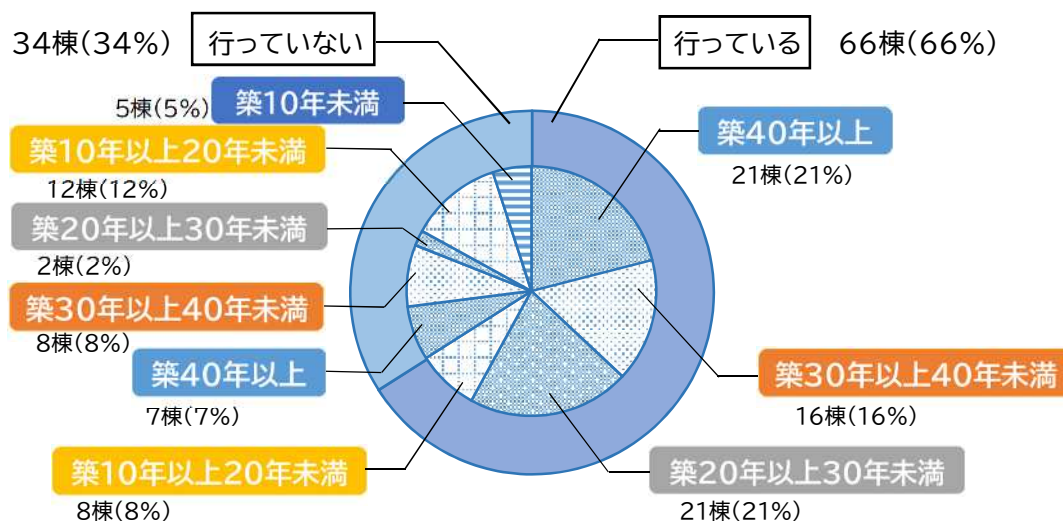 34棟(34%) 行っていない 行っている 66棟(66%)
5棟(5%) 築10年未満
築40年以上
21棟(21%)
築10年以上20年未満
12棟(12%)
築20年以上30年未満
2棟(2%)
築30年以上40年未満
8棟(8%)
築40年以上
7棟(7%)
築30年以上40年未満
16棟(16%)
築10年以上20年未満
8棟(8%)
築20年以上30年未満
21棟(21%)